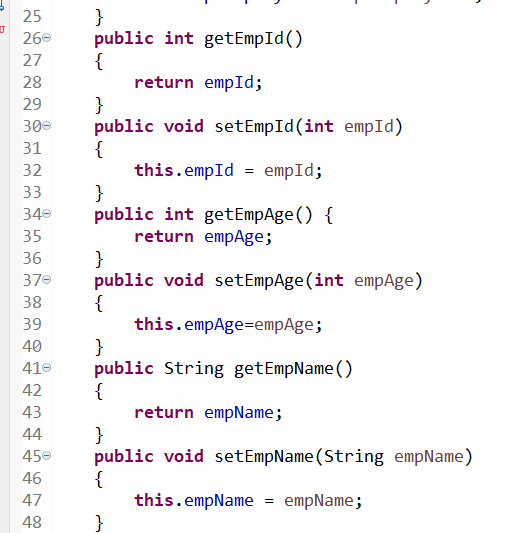 25 }
26 public int getEmpId()
27 {
28 return empId;
29 }
30 public void setEmpId(int empId)
31 {
32 this.empId = empId;
33 }
34 public int getEmpAge() {
35 return empAge;
36 }
37 public void setEmpAge(int empAge)
38 {
39 this.empAge=empAge;
40 }
41 public String getEmpName()
42 {
43 return empName;
44 }
45 public void setEmpName(String empName)
46 {
47 this.empName = empName;
48 }